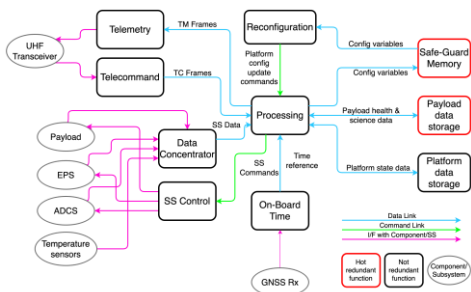 Telemetry
TM Frames
Reconfiguration
Config variables
Safe-Guard
Memory
UHF
Transceiver
Telecommand
TC Frames
Platform
config
update
commands
Config variables
Processing
Payload health &
science data
Payload
data
storage
Payload
Data
Concentrator
SS Data
EPS
SS Control
SS
Commands
Time
reference
Platform state data
Platform
data
storage
ADCS
On-Board
Time
Temperature
sensors
GNSS Rx
Data Link
Command Link
I/F with Component/SS
Hot
redundant
function
Not
redundant
function
Component/
Subsystem